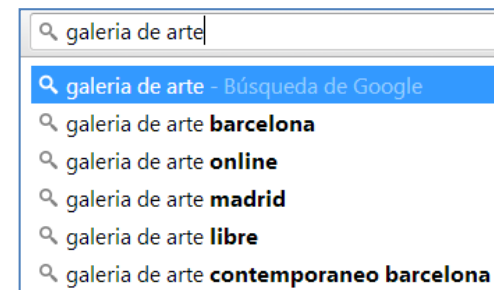 galeria de arte
galeria de arte - Búsqueda de Google
galeria de arte barcelona
galeria de arte online
galeria de arte madrid
galeria de arte libre
galeria de arte contemporaneo barcelona